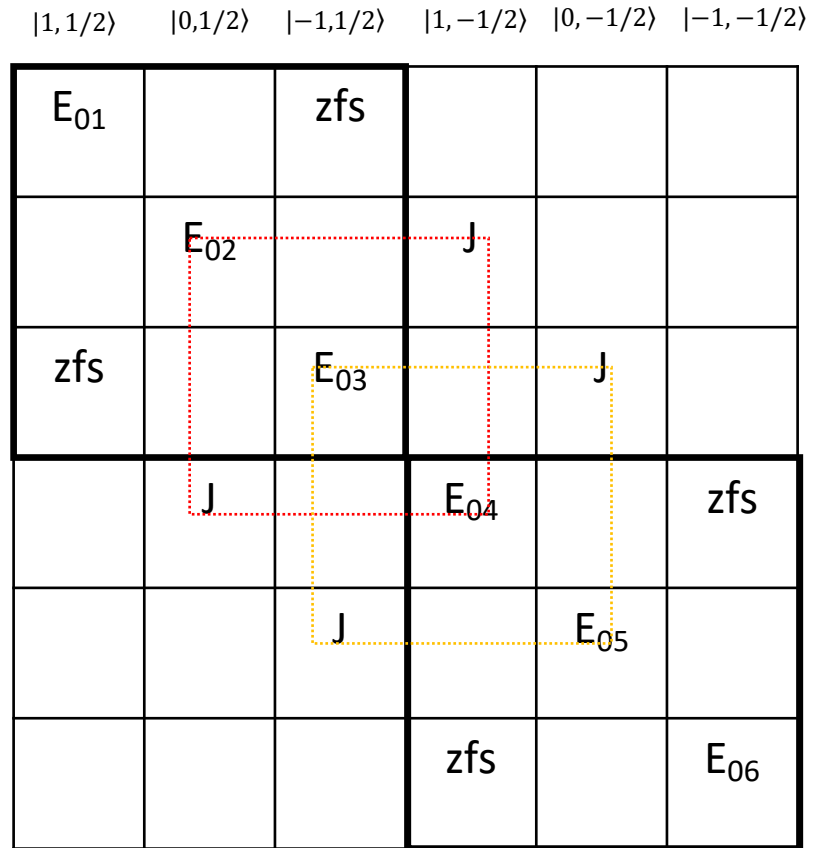 |1, 1/2⟩ |0,1/2⟩ |−1,1/2⟩ |1,−1/2⟩ |0,−1/2⟩ |−1,−1/2⟩
E₀₁ zfs
E₀₂ J
zfs E₀₃ J
J E₀₄ zfs
J E₀₅
zfs E₀₆